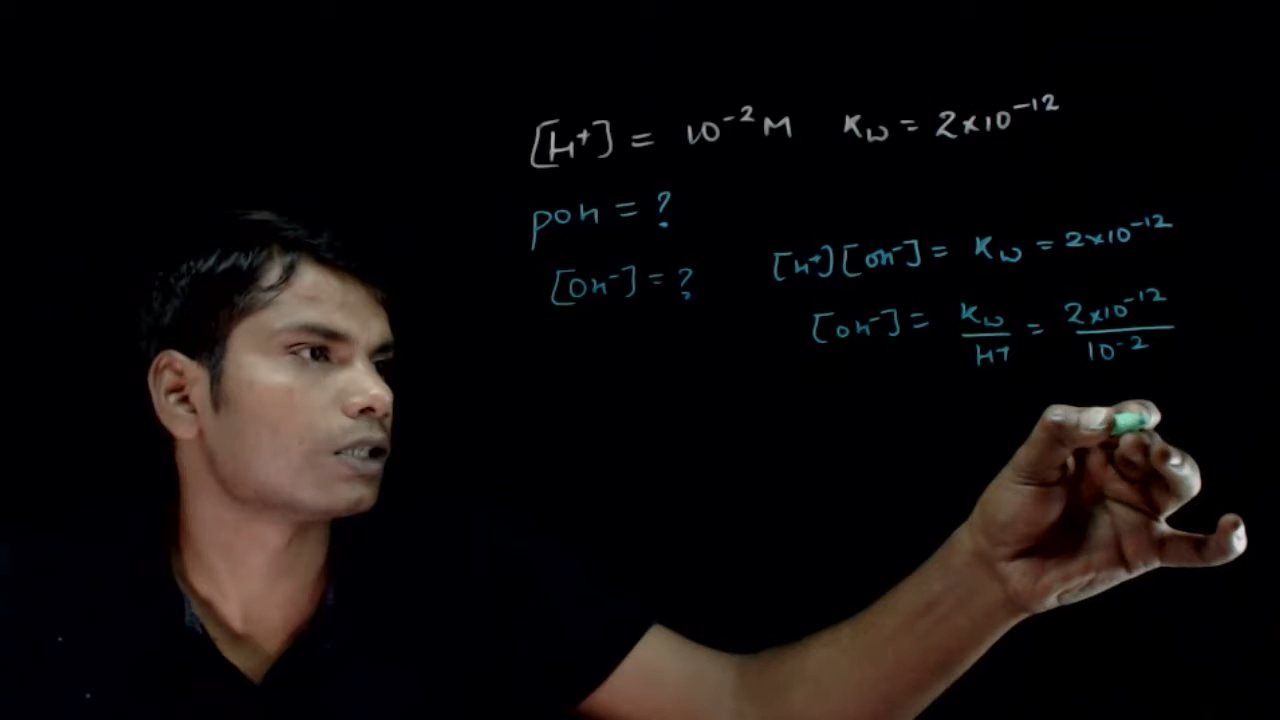 [H+] = 10⁻² M   Kw = 2×10⁻¹²
pOH = ?
[OH⁻] = ?   [H+][OH⁻] = Kw = 2×10⁻¹²
[OH⁻] = Kw/H+ = 2×10⁻¹²/10⁻²